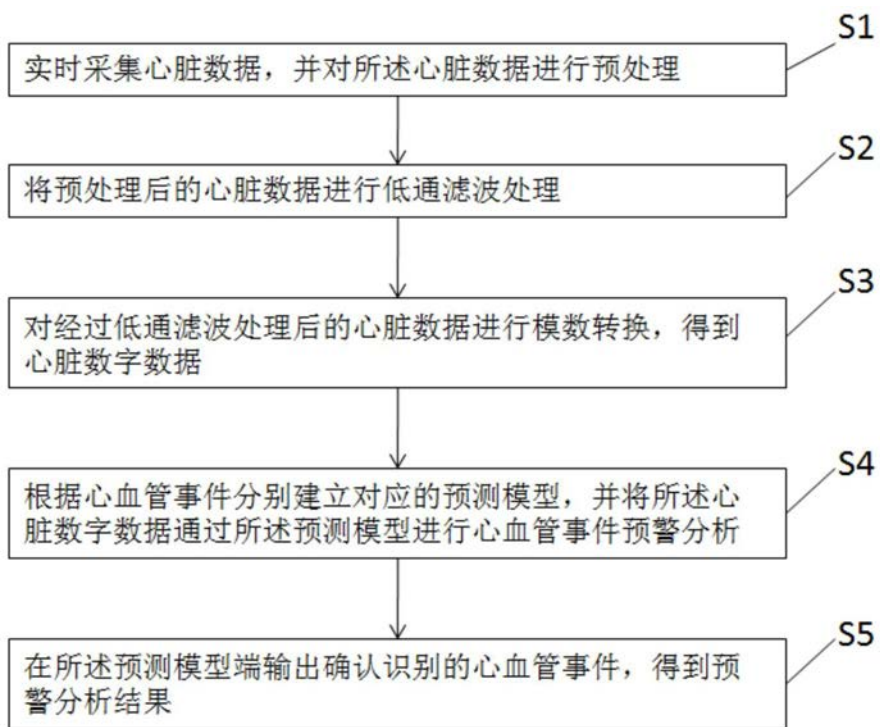 S1
实时采集心脏数据，并对所述心脏数据进行预处理
S2
将预处理后的心脏数据进行低通滤波处理
S3
对经过低通滤波处理后的心脏数据进行模数转换，得到
心脏数字数据
S4
根据心血管事件分别建立对应的预测模型，并将所述心
脏数字数据通过所述预测模型进行心血管事件预警分析
S5
在所述预测模型端输出确认识别的心血管事件，得到预
警分析结果